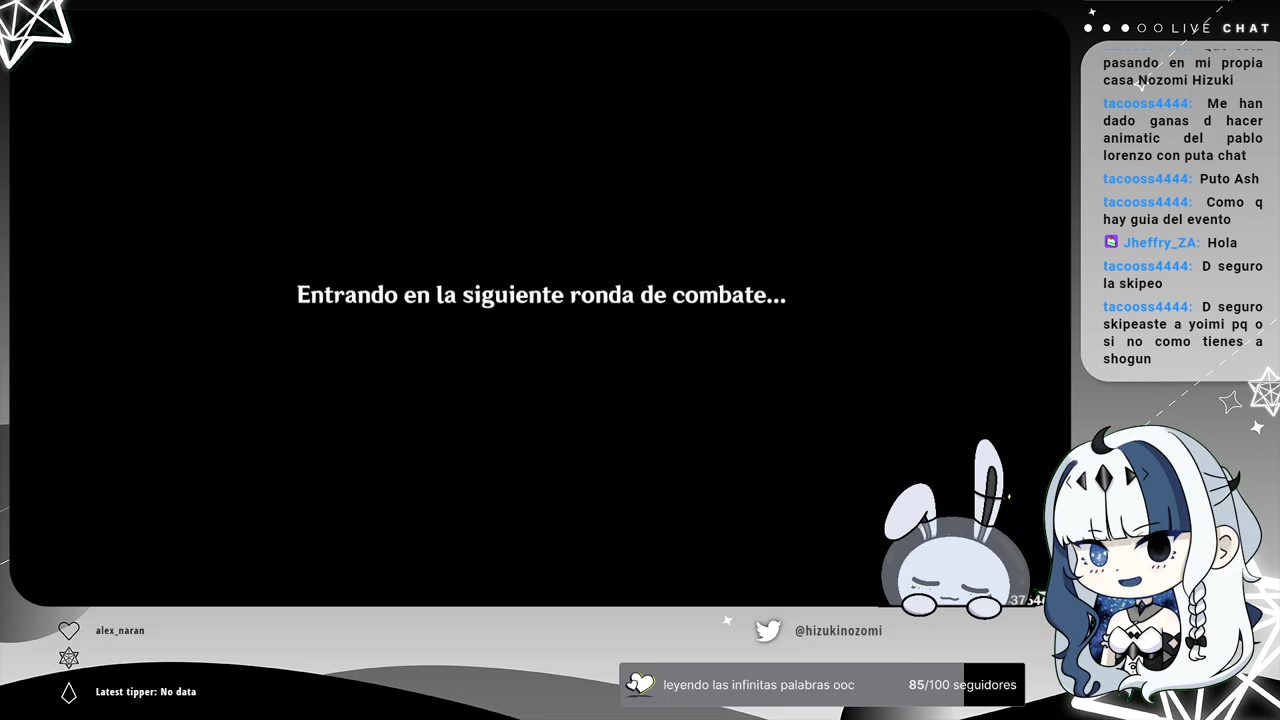 LIVE CHAT
pasando en mi propia
casa Nozomi Hizuki
tacooss4444: Me han
dado ganas d hacer
animatic del pablo
lorenzo con puta chat
tacooss4444: Puto Ash
tacooss4444: Como q
hay guia del evento
Jheffry_ZA: Hola
tacooss4444: D seguro
la skipeo
tacooss4444: D seguro
skipeaste a yoimi pq o
si no como tienes a
shogun
Entrando en la siguiente ronda de combate...
alex_naran
@hizukinozomi
leyendo las infinitas palabras ooc
85/100 seguidores
Latest tipper: No data